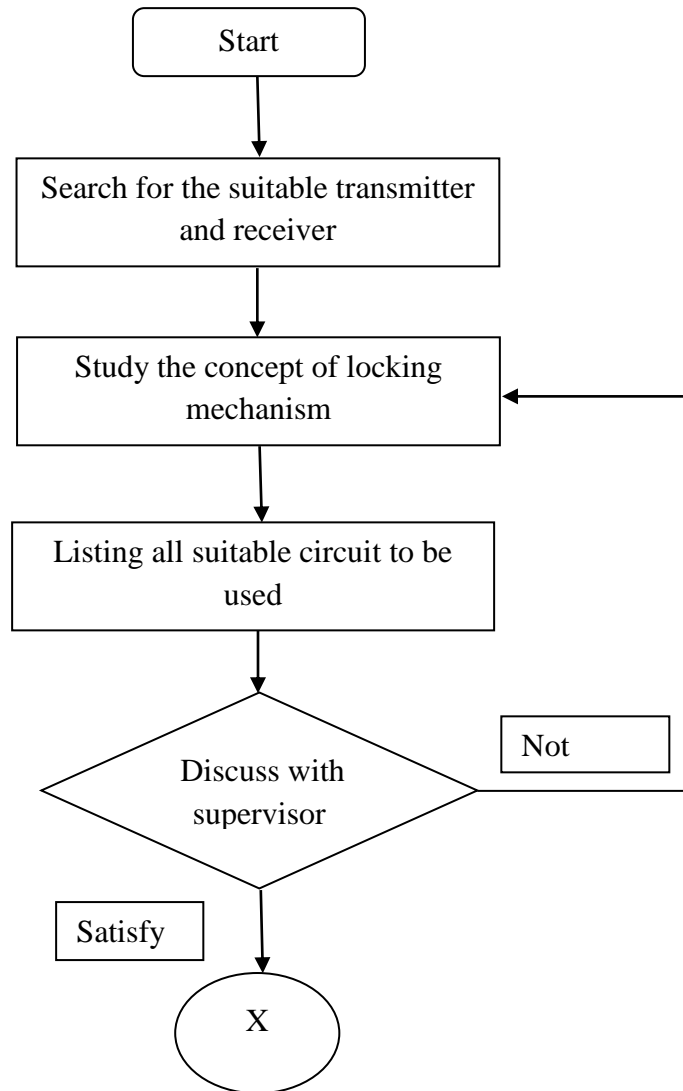 Start
Search for the suitable transmitter
and receiver
Study the concept of locking
mechanism
Listing all suitable circuit to be
used
Discuss with
supervisor
Not
Satisfy
X